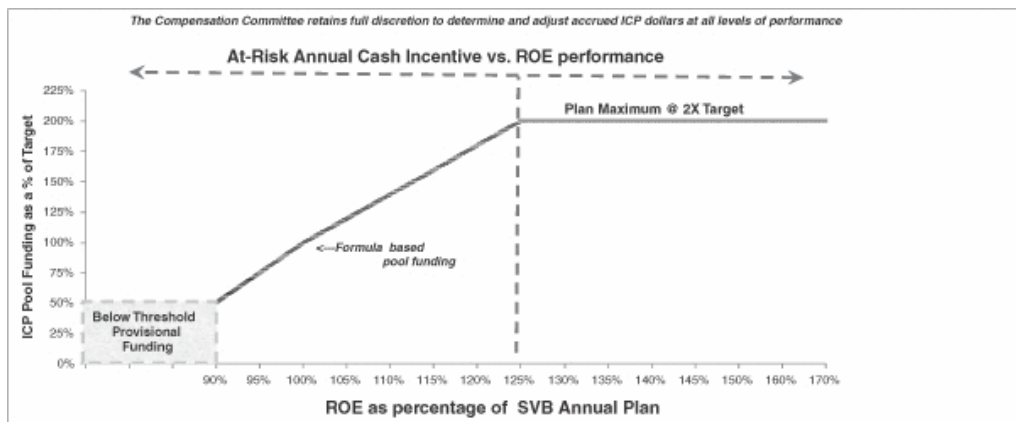 The Compensation Committee retains full discretion to determine and adjust accrued ICP dollars at all levels of performance
At-Risk Annual Cash Incentive vs. ROE performance
ICP Pool Funding as a % of Target
225%
200%
175%
150%
125%
100%
75%
50%
25%
0%
Plan Maximum @ 2X Target
<---Formula based
pool funding
Below Threshold
Provisional
Funding
90% 95% 100% 105% 110% 115% 120% 125% 130% 135% 140% 145% 150% 160% 170%
ROE as percentage of SVB Annual Plan